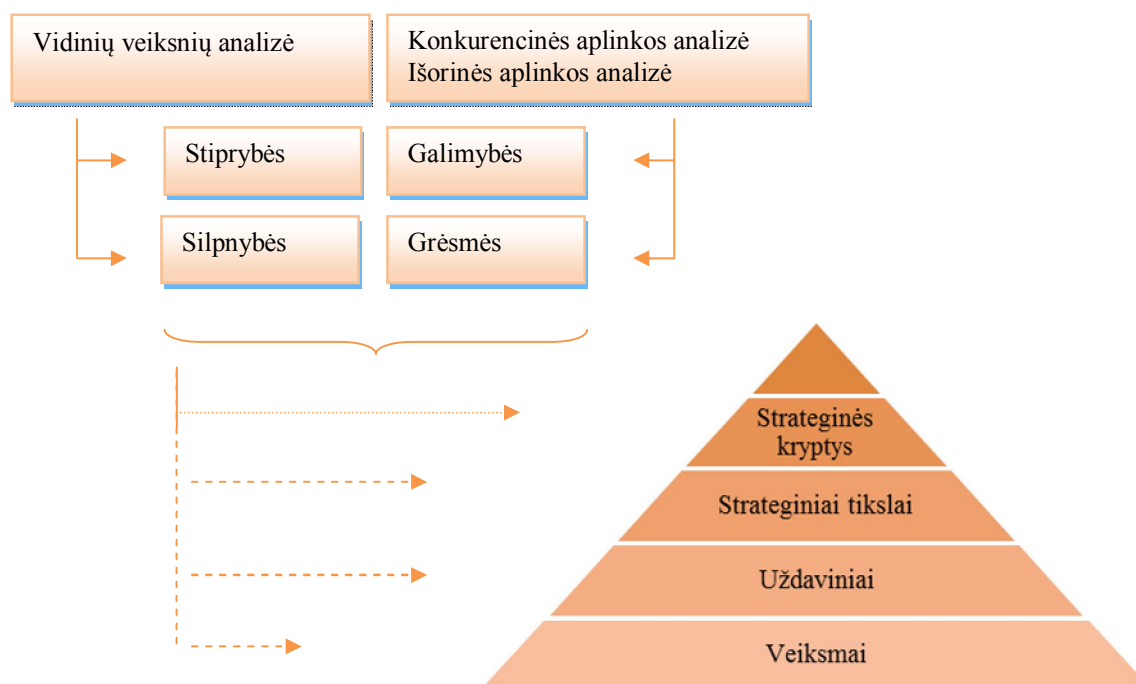 Vidinių veiksnių analizė
Konkurencinės aplinkos analizė
Išorinės aplinkos analizė
Stiprybės
Galimybės
Silpnybės
Grėsmės
Strateginės
kryptys
Strateginiai tikslai
Uždaviniai
Veiksmai